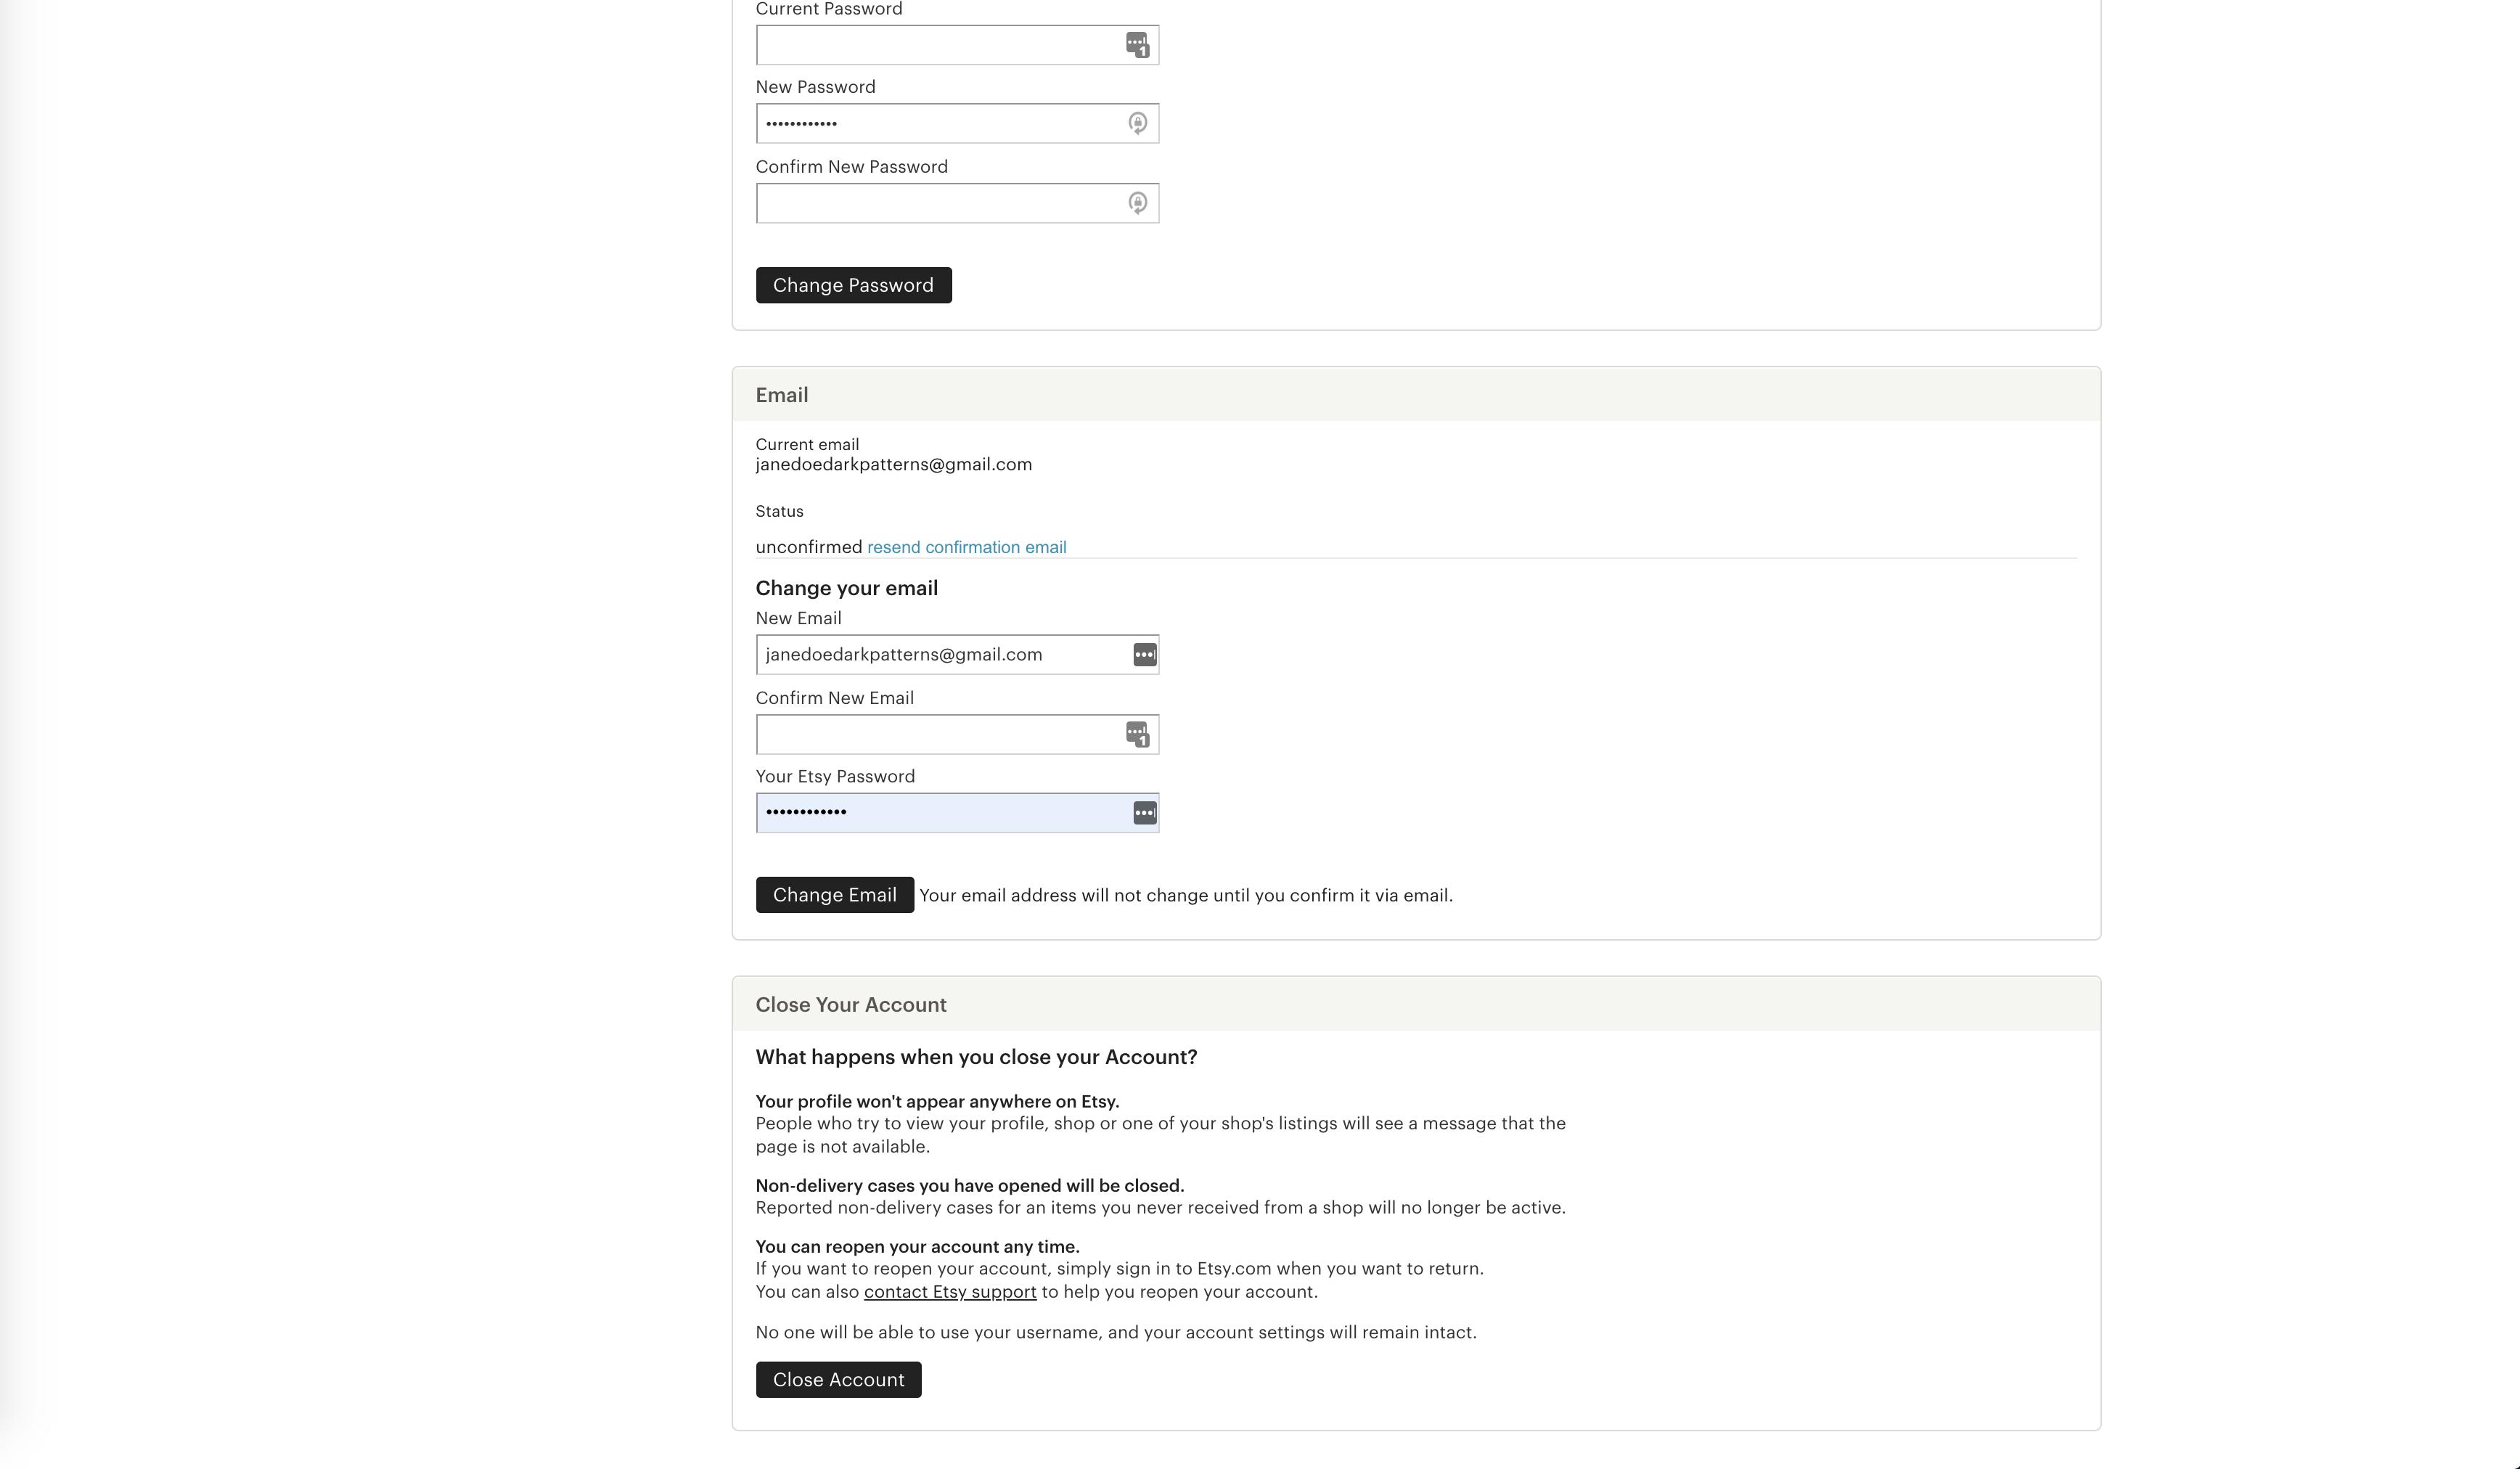 Current Password
1
New Password
••••••••••••
Confirm New Password
Change Password
Email
Current email
janedoedarkpatterns@gmail.com
Status
unconfirmed resend confirmation email
Change your email
New Email
janedoedarkpatterns@gmail.com
Confirm New Email
1
Your Etsy Password
••••••••••••
Change Email Your email address will not change until you confirm it via email.
Close Your Account
What happens when you close your Account?
Your profile won't appear anywhere on Etsy.
People who try to view your profile, shop or one of your shop's listings will see a message that the
page is not available.
Non-delivery cases you have opened will be closed.
Reported non-delivery cases for an items you never received from a shop will no longer be active.
You can reopen your account any time.
If you want to reopen your account, simply sign in to Etsy.com when you want to return.
You can also contact Etsy support to help you reopen your account.
No one will be able to use your username, and your account settings will remain intact.
Close Account